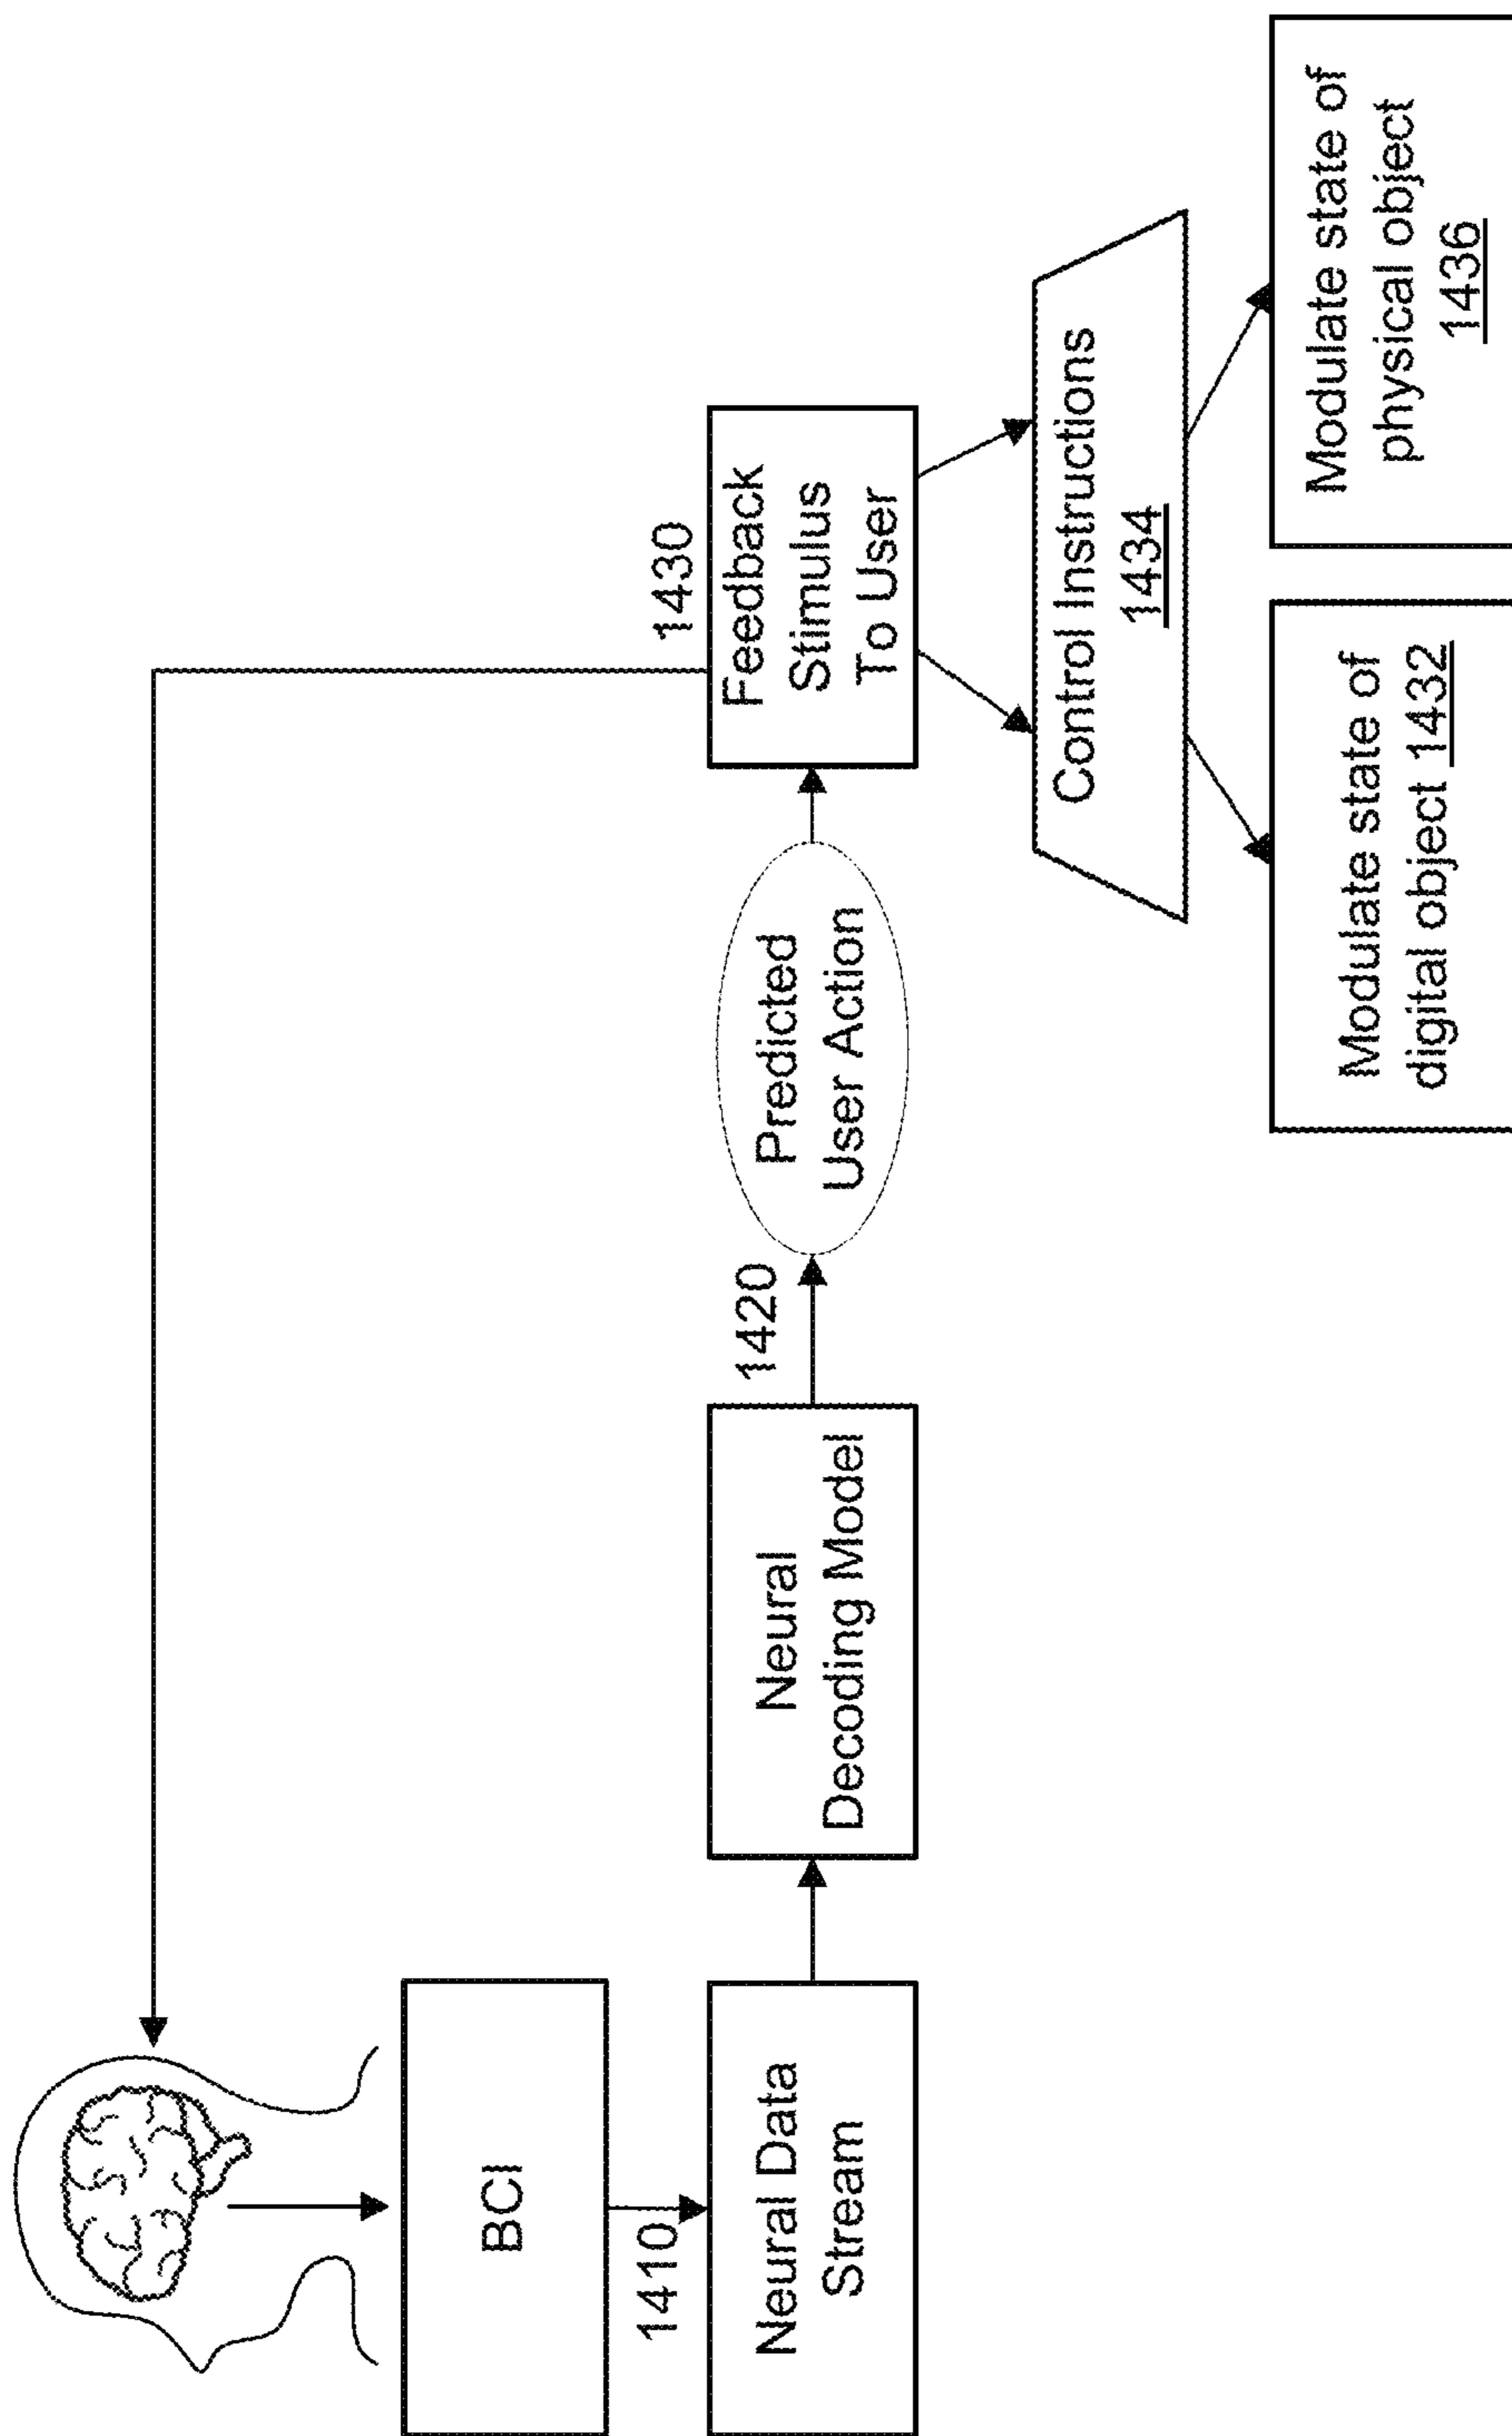 BCI
1410
Neural Data
Stream
Neural
Decoding Model
1420
Predicted
User Action
1430
Feedback
Stimulus
To User
Control Instructions
1434
Modulate state of
digital object 1432
Modulate state of
physical object
1436